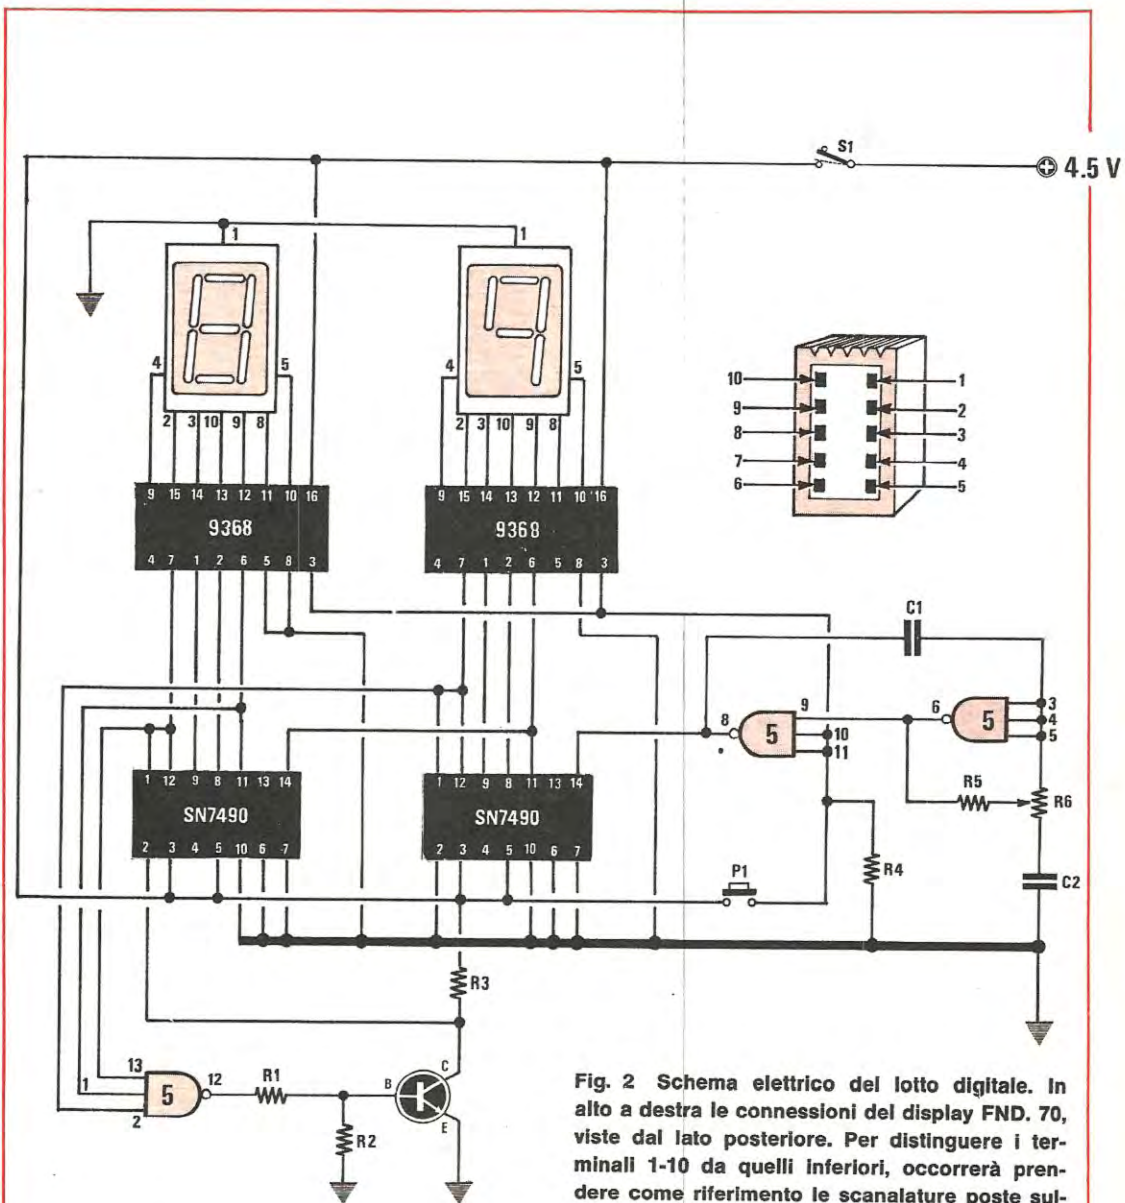 S1
4.5 V
1 1
4 5 4 5
2 3 10 9 8 2 3 10 9 8
10 1
9 2
8 3
7 4
6 5
9 15 14 13 12 11 10 16 9 15 14 13 12 11 10 16
9368 9368
4 7 1 2 6 5 8 3 4 7 1 2 6 5 8 3
C1
8 5 9 10 11 6 5 3 4 5
R5 R6
1 12 9 8 11 13 14 1 12 9 8 11 13 14
SN7490 SN7490
2 3 4 5 10 6 7 2 3 4 5 10 6 7
P1 R4 C2
R3
13 1 2 5 12 R1 B C E
R2
Fig. 2 Schema elettrico del lotto digitale. In
alto a destra le connessioni del display FND. 70,
viste dal lato posteriore. Per distinguere i ter-
minali 1-10 da quelli inferiori, occorrerà pren-
dere come riferimento le scanalature poste sul-